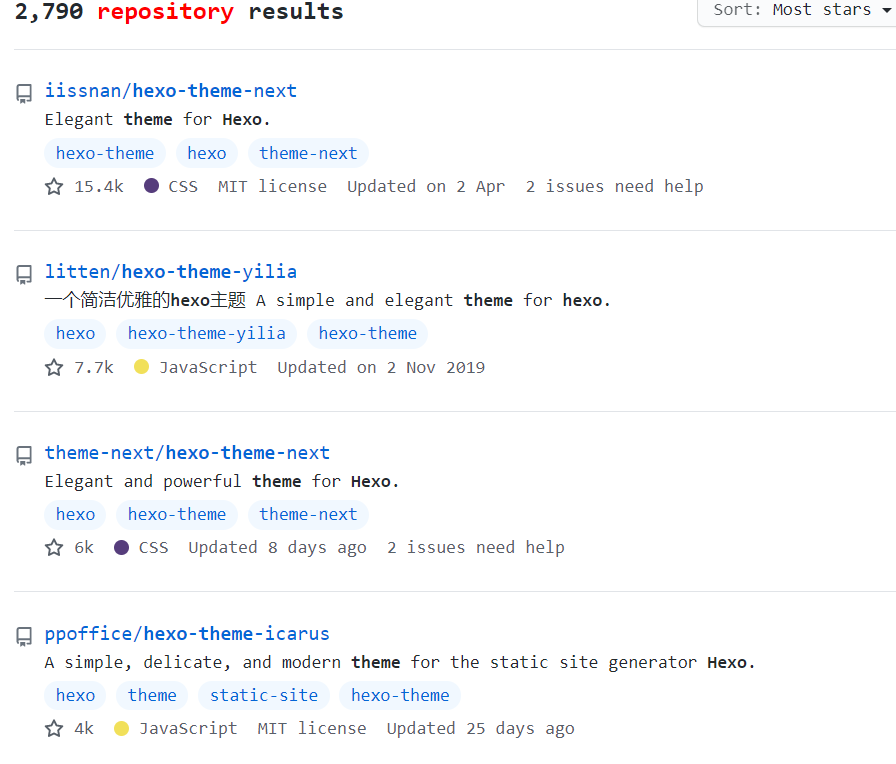 2,790 repository results
Sort: Most stars
iissnan/hexo-theme-next
Elegant theme for Hexo.
hexo-theme hexo theme-next
15.4k CSS MIT license Updated on 2 Apr 2 issues need help
litten/hexo-theme-yilia
一个简洁优雅的hexo主题 A simple and elegant theme for hexo.
hexo hexo-theme-yilia hexo-theme
7.7k JavaScript Updated on 2 Nov 2019
theme-next/hexo-theme-next
Elegant and powerful theme for Hexo.
hexo hexo-theme theme-next
6k CSS Updated 8 days ago 2 issues need help
ppoffice/hexo-theme-icarus
A simple, delicate, and modern theme for the static site generator Hexo.
hexo theme static-site hexo-theme
4k JavaScript MIT license Updated 25 days ago